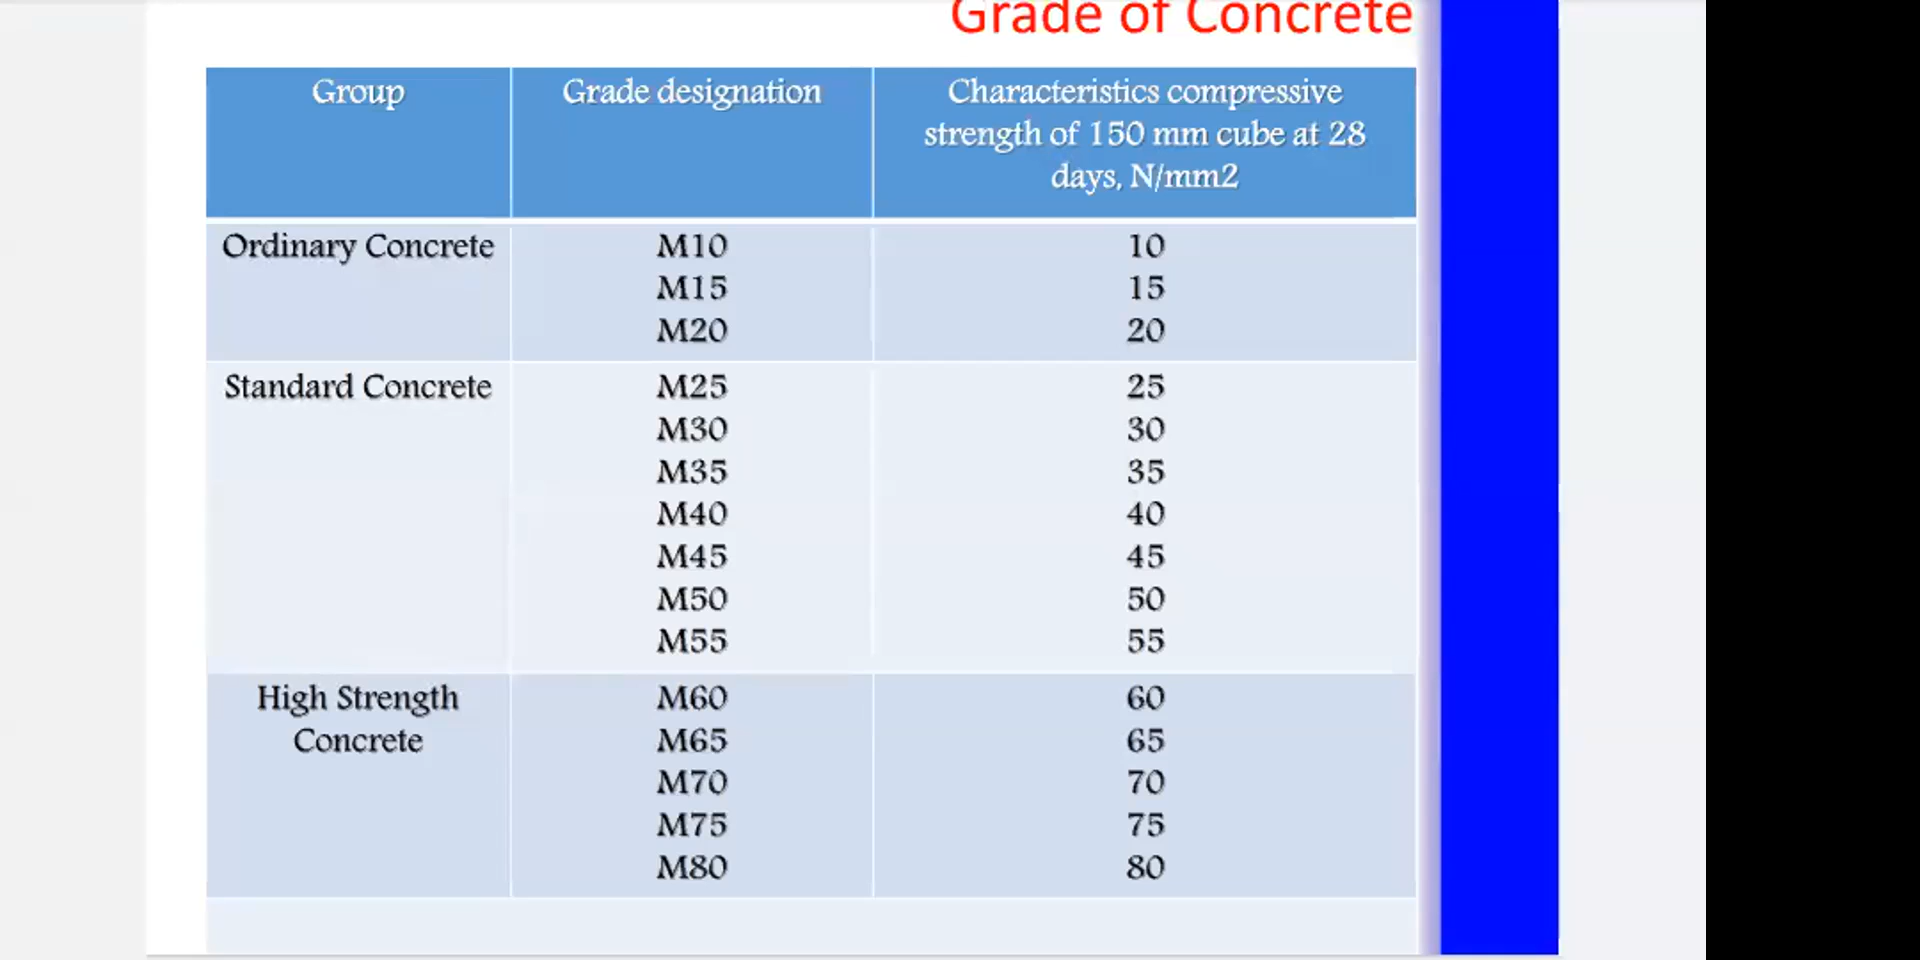 Grade of Concrete
Group
Grade designation
Characteristics compressive
strength of 150 mm cube at 28
days, N/mm2
Ordinary Concrete
M10
M15
M20
10
15
20
Standard Concrete
M25
M30
M35
M40
M45
M50
M55
25
30
35
40
45
50
55
High Strength
Concrete
M60
M65
M70
M75
M80
60
65
70
75
80